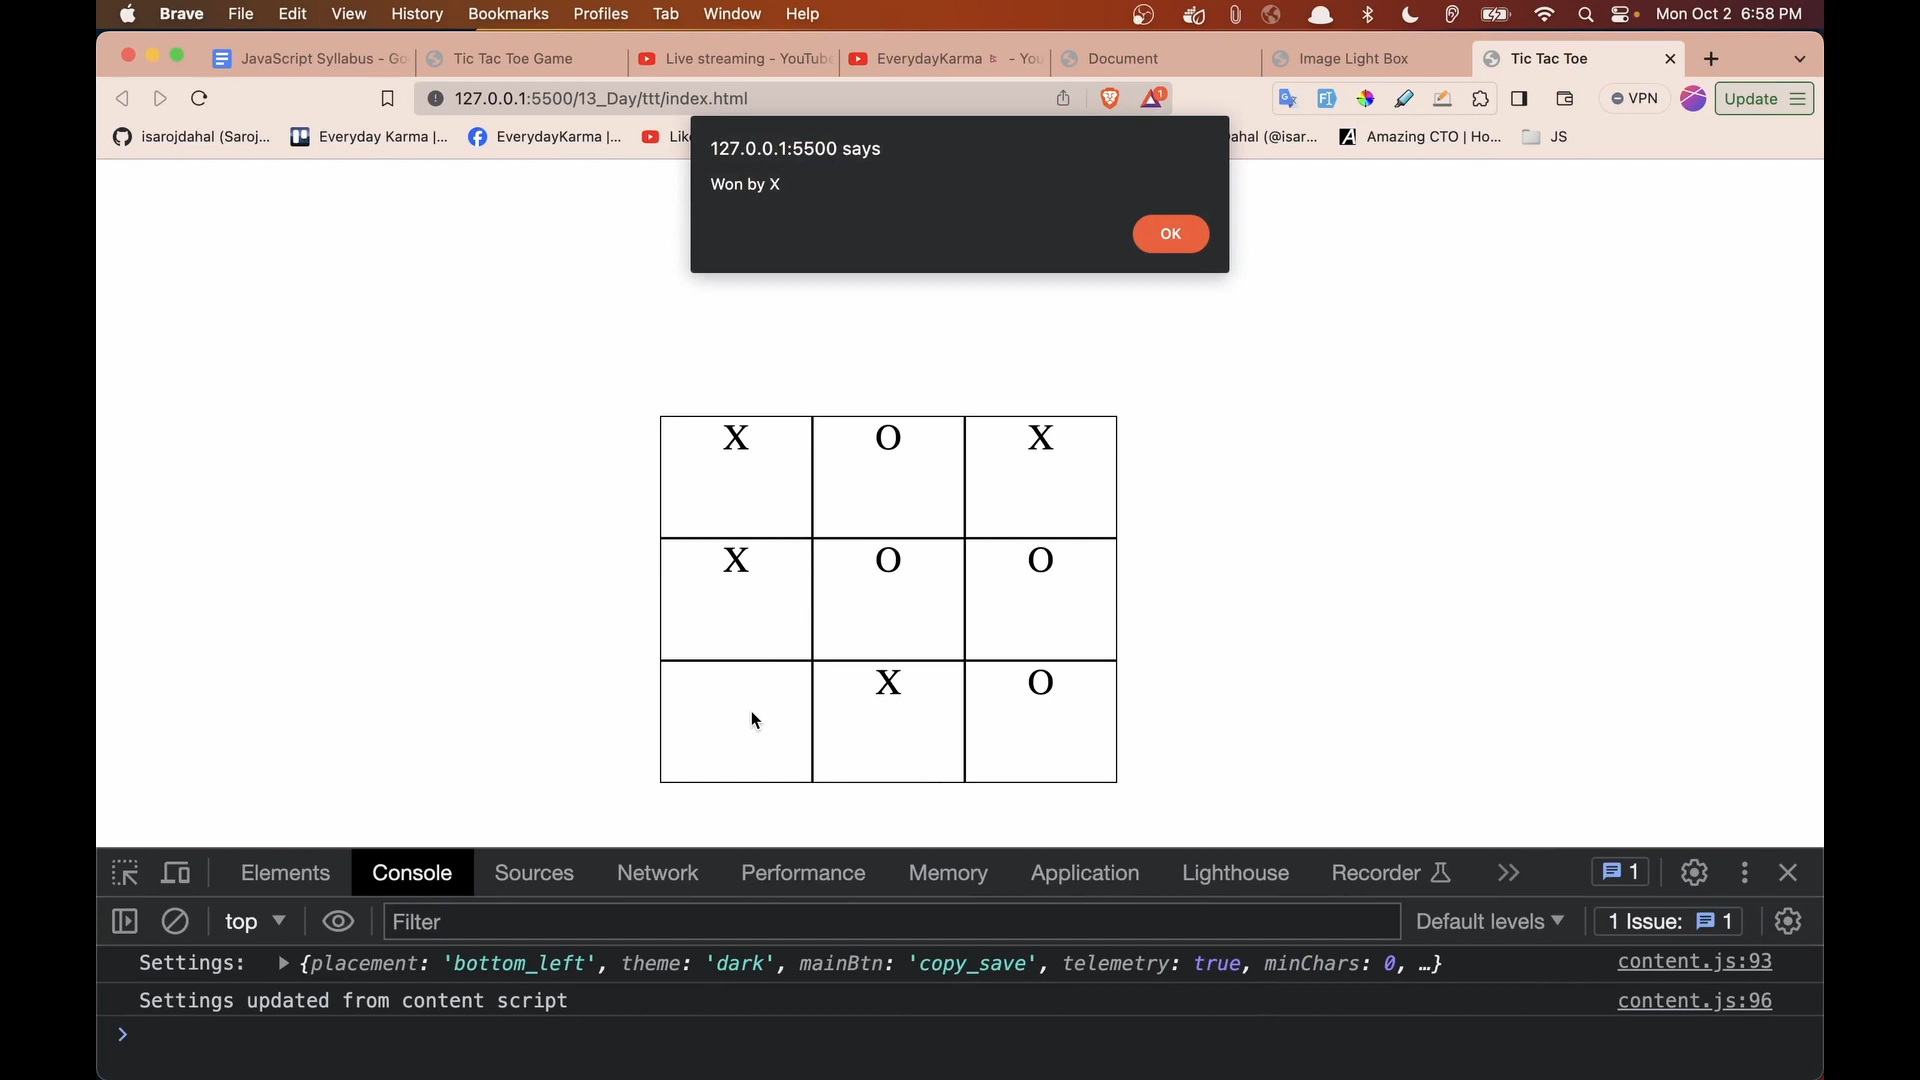 Brave File Edit View History Bookmarks Profiles Tab Window Help Mon Oct 2 6:58 PM
JavaScript Syllabus - Go Tic Tac Toe Game Live streaming - YouTube EverydayKarma - You Document Image Light Box Tic Tac Toe
127.0.0.1:5500/13_Day/ttt/index.html 1 VPN Update
isarojdahal (Saroj... Everyday Karma |... EverydayKarma |... Lik ahal (@isar... Amazing CTO | Ho... JS
127.0.0.1:5500 says
Won by X
OK
X O X
X O O
X O
Elements Console Sources Network Performance Memory Application Lighthouse Recorder 1
top Filter Default levels 1 Issue: 1
Settings: {placement: 'bottom_left', theme: 'dark', mainBtn: 'copy_save', telemetry: true, minChars: 0, …} content.js:93
Settings updated from content script content.js:96